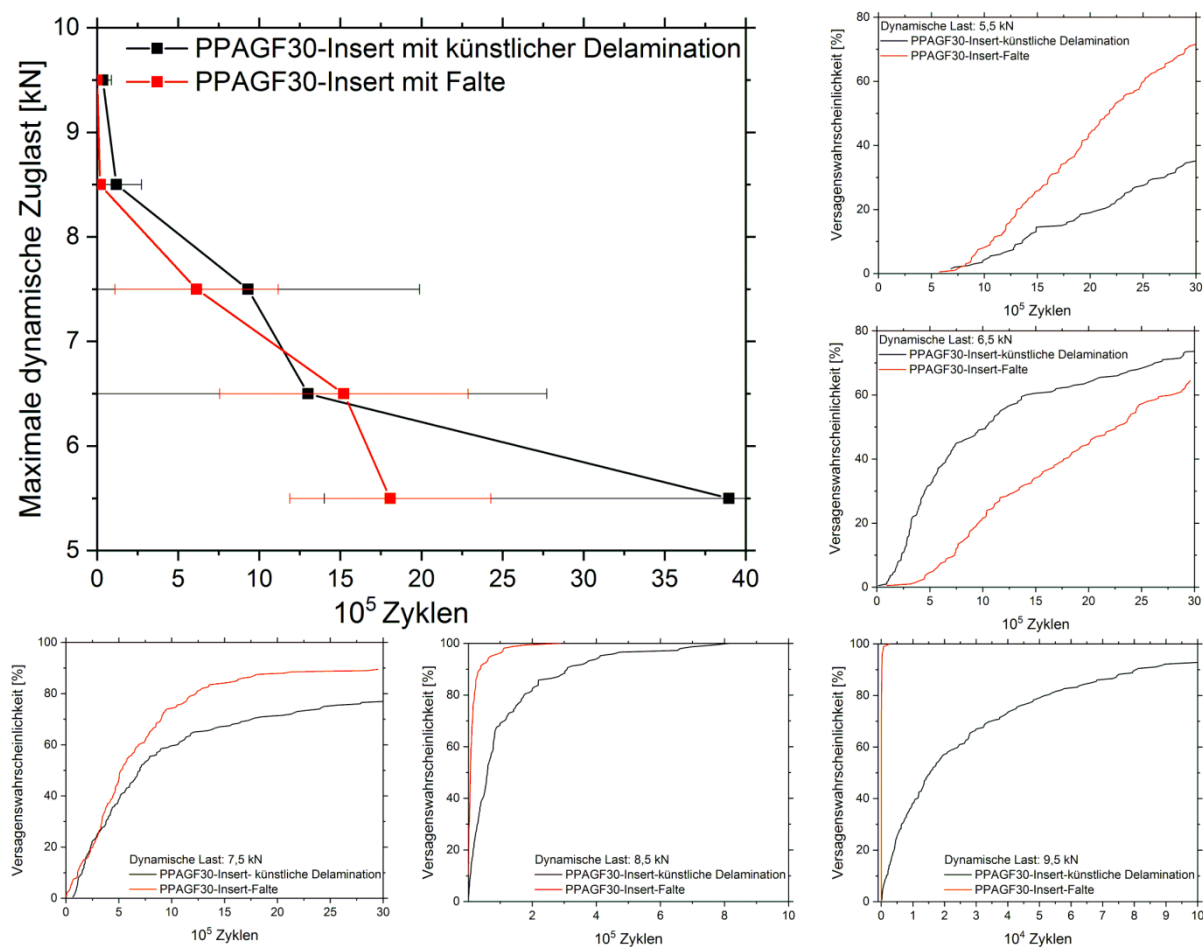 PPAGF30-Insert mit künstlicher Delamination
PPAGF30-Insert mit Falte
Maximale dynamische Zuglast [kN]
10
9
8
7
6
5
0 5 10 15 20 25 30 35 40
10⁵ Zyklen
Dynamische Last: 5,5 kN
PPAGF30-Insert-künstliche Delamination
PPAGF30-Insert-Falte
Versagenswahrscheinlichkeit [%]
80
60
40
20
0
0 5 10 15 20 25 30
10⁵ Zyklen
Dynamische Last: 6,5 kN
PPAGF30-Insert-künstliche Delamination
PPAGF30-Insert-Falte
Versagenswahrscheinlichkeit [%]
80
60
40
20
0
0 5 10 15 20 25 30
10⁵ Zyklen
Versagenswahrscheinlichkeit [%]
100
80
60
40
20
0
Dynamische Last: 7,5 kN
PPAGF30-Insert- künstliche Delamination
PPAGF30-Insert-Falte
0 5 10 15 20 25 30
10⁵ Zyklen
Versagenswahrscheinlichkeit [%]
100
80
60
40
20
0
Dynamische Last: 8,5 kN
PPAGF30-Insert-künstliche Delamination
PPAGF30-Insert-Falte
2 4 6 8 10
10⁵ Zyklen
Versagenswahrscheinlichkeit [%]
100
80
60
40
20
0
Dynamische Last: 9,5 kN
PPAGF30-Insert-künstliche Delamination
PPAGF30-Insert-Falte
0 1 2 3 4 5 6 7 8 9 10
10⁴ Zyklen